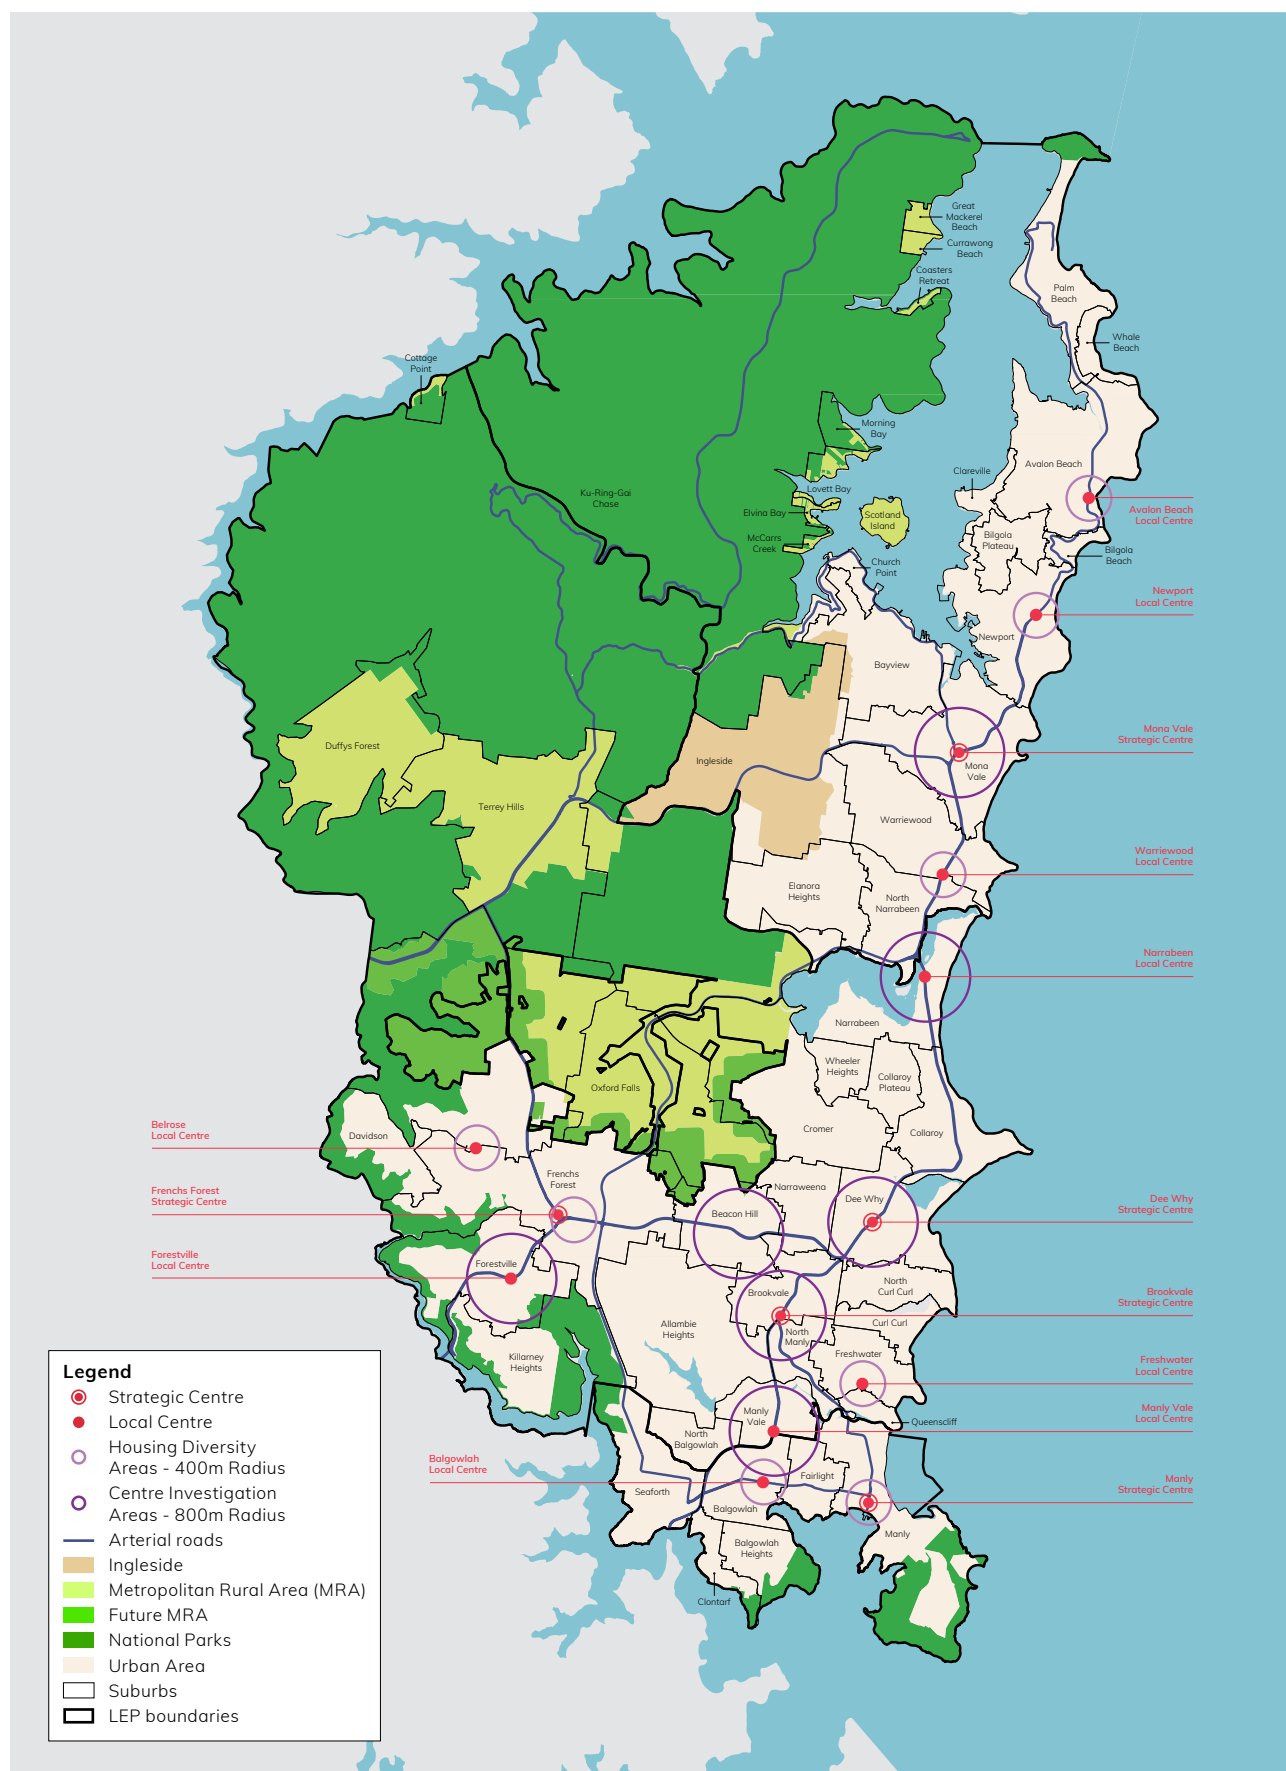 Great
Mackerel
Beach
Currawong
Beach
Coasters
Retreat
Palm
Beach
Whale
Beach
Cottage
Point
Morning
Bay
Avalon Beach
Clareville
Ku-Ring-Gai
Chase
Lovett Bay
Elvina Bay
Scotland
Island
Avalon Beach
Local Centre
McCarrs
Creek
Bilgola
Plateau
Bilgola
Beach
Church
Point
Newport
Local Centre
Newport
Bayview
Duffys Forest
Mona Vale
Strategic Centre
Ingleside
Mona
Vale
Terrey Hills
Warriewood
Warriewood
Local Centre
Elanora
Heights
North
Narrabeen
Narrabeen
Local Centre
Narrabeen
Wheeler
Heights
Collaroy
Plateau
Oxford Falls
Belrose
Local Centre
Davidson
Cromer
Collaroy
Frenchs
Forest
Frenchs Forest
Strategic Centre
Narraweena
Dee Why
Beacon Hill
Dee Why
Strategic Centre
Forestville
Local Centre
Forestville
North
Curl Curl
Brookvale
Brookvale
Strategic Centre
Allambie
Heights
North
Manly
Curl Curl
Killarney
Heights
Freshwater
Freshwater
Local Centre
Manly
Vale
Queenscliff
Manly Vale
Local Centre
North
Balgowlah
Balgowlah
Local Centre
Seaforth
Fairlight
Manly
Strategic Centre
Balgowlah
Manly
Balgowlah
Heights
Clontarf
Legend
Strategic Centre
Local Centre
Housing Diversity
Areas - 400m Radius
Centre Investigation
Areas - 800m Radius
Arterial roads
Ingleside
Metropolitan Rural Area (MRA)
Future MRA
National Parks
Urban Area
Suburbs
LEP boundaries